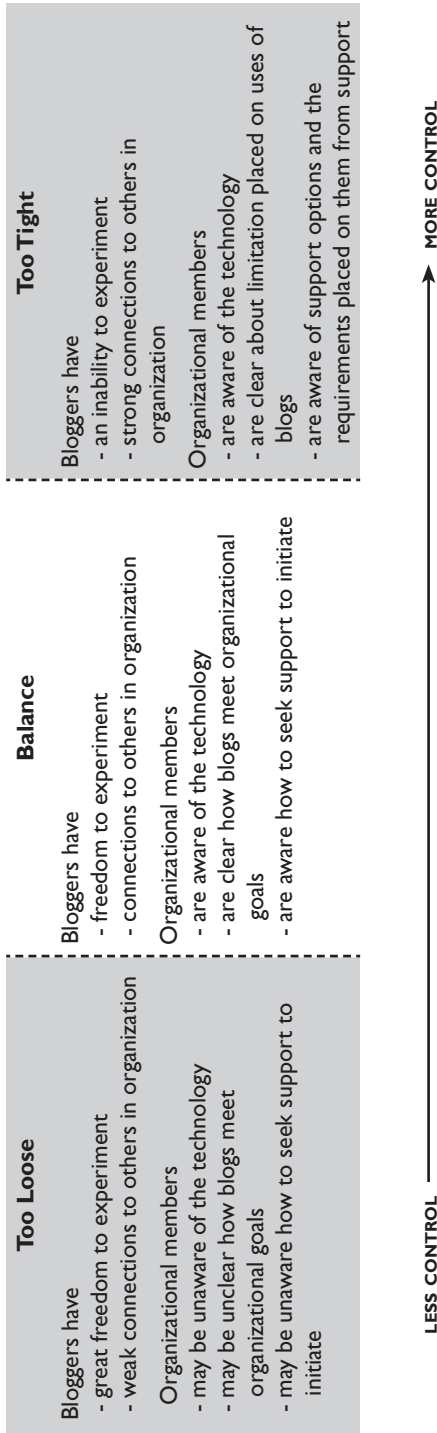 Too Loose
Bloggers have
- great freedom to experiment
- weak connections to others in organization
Organizational members
- may be unaware of the technology
- may be unclear how blogs meet
organizational goals
- may be unaware how to seek support to
initiate
Balance
Bloggers have
- freedom to experiment
- connections to others in organization
Organizational members
- are aware of the technology
- are clear how blogs meet organizational
goals
- are aware how to seek support to initiate
Too Tight
Bloggers have
- an inability to experiment
- strong connections to others in
organization
Organizational members
- are aware of the technology
- are clear about limitation placed on uses of
blogs
- are aware of support options and the
requirements placed on them from support
LESS CONTROL
MORE CONTROL